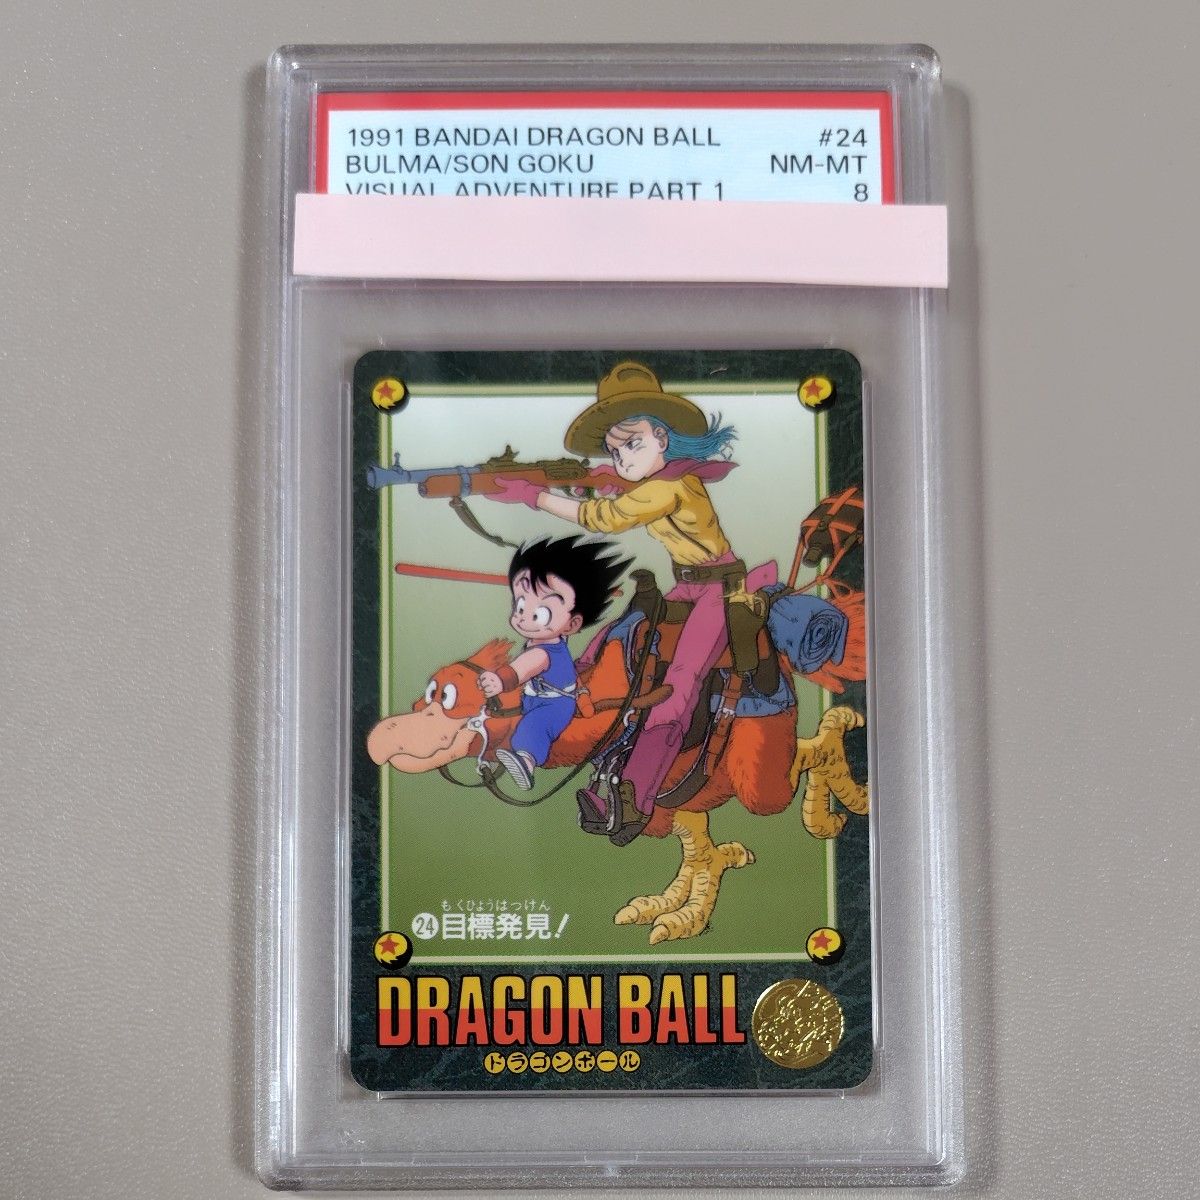 1991 BANDAI DRAGON BALL #24
BULMA/SON GOKU NM-MT
VISUAL ADVENTURE PART 1 8
もくひょうはっけん
24 目標発見!
DRAGON BALL
ドラゴンボール